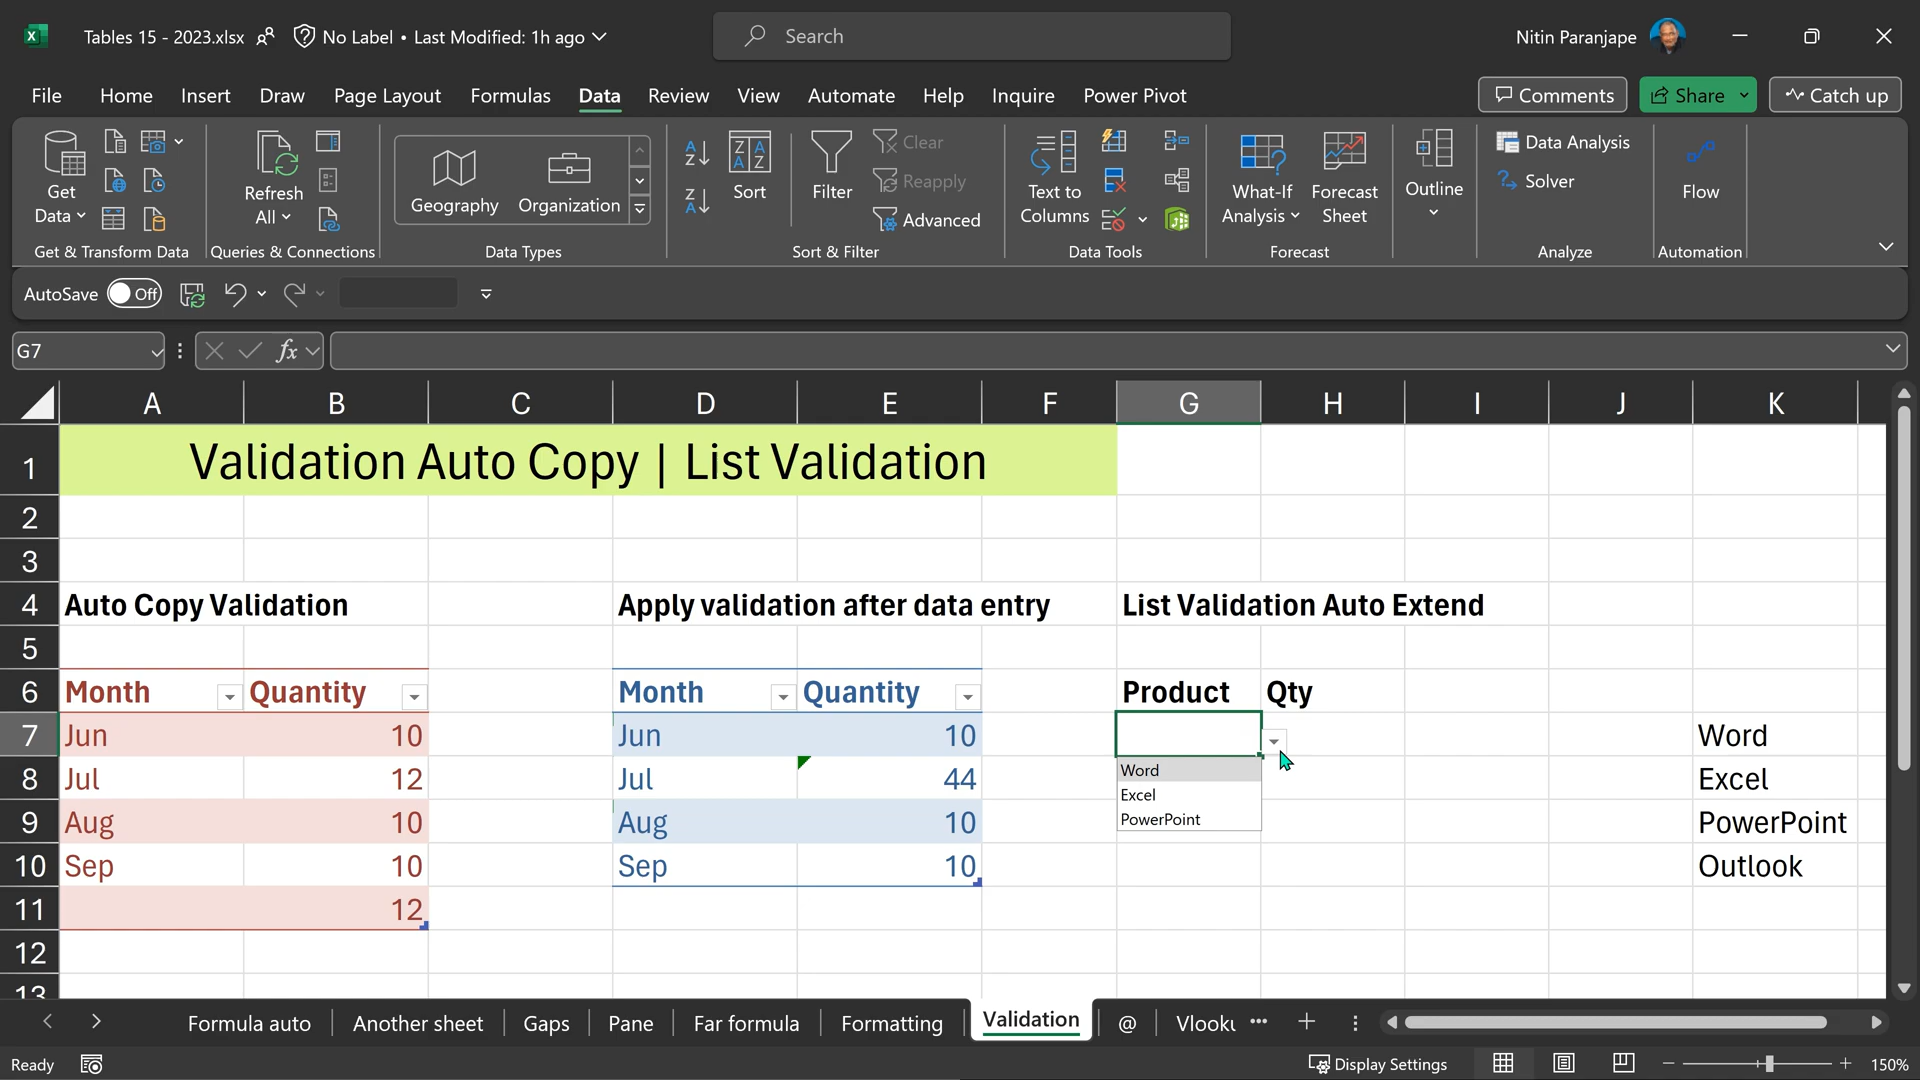 Tables 15 - 2023.xlsx No Label • Last Modified: 1h ago Search Nitin Paranjape
File Home Insert Draw Page Layout Formulas Data Review View Automate Help Inquire Power Pivot Comments Share Catch up
Get Data
Refresh All
Geography Organization
Sort
Filter
Clear
Reapply
Advanced
Text to Columns
What-If Analysis
Forecast Sheet
Outline
Data Analysis
Solver
Flow
Get & Transform Data Queries & Connections Data Types Sort & Filter Data Tools Forecast Analyze Automation
AutoSave Off
G7 fx
A B C D E F G H I J K
1 Validation Auto Copy | List Validation
2
3
4 Auto Copy Validation Apply validation after data entry List Validation Auto Extend
5
6 Month Quantity Month Quantity Product Qty
7 Jun 10 Jun 10 Word
8 Jul 12 Jul 44 Excel
9 Aug 10 Aug 10 PowerPoint
10 Sep 10 Sep 10 Outlook
11 12
12
13
Word
Excel
PowerPoint
Formula auto Another sheet Gaps Pane Far formula Formatting Validation @ Vlooku
Ready Display Settings 150%